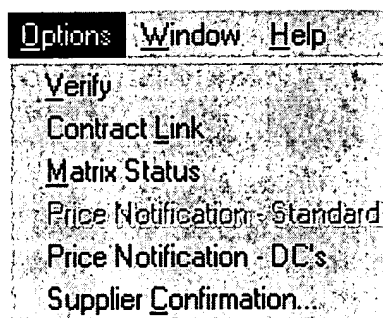 Options Window Help
Verify
Contract Link
Matrix Status
Price Notification - Standard
Price Notification - DC's
Supplier Confirmation...